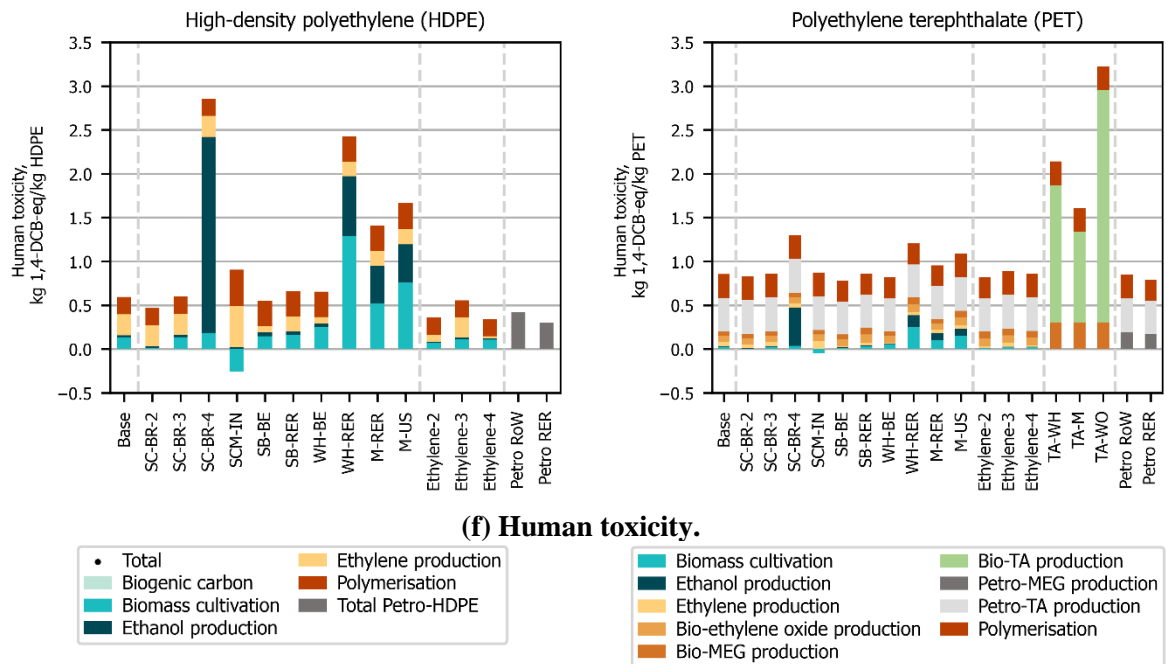 High-density polyethylene (HDPE)
Human toxicity,
kg 1,4-DCB-eq/kg HDPE
3.5
3.0
2.5
2.0
1.5
1.0
0.5
0.0
−0.5
Base
SC-BR-2
SC-BR-3
SC-BR-4
SCM-IN
SB-BE
SB-RER
WH-BE
WH-RER
M-RER
M-US
Ethylene-2
Ethylene-3
Ethylene-4
Petro RoW
Petro RER
Polyethylene terephthalate (PET)
Human toxicity,
kg 1,4-DCB-eq/kg PET
3.5
3.0
2.5
2.0
1.5
1.0
0.5
0.0
−0.5
Base
SC-BR-2
SC-BR-3
SC-BR-4
SCM-IN
SB-BE
SB-RER
WH-BE
WH-RER
M-RER
M-US
Ethylene-2
Ethylene-3
Ethylene-4
TA-WH
TA-M
TA-WO
Petro RoW
Petro RER
(f) Human toxicity.
Total
Biogenic carbon
Biomass cultivation
Ethanol production
Ethylene production
Polymerisation
Total Petro-HDPE
Biomass cultivation
Ethanol production
Ethylene production
Bio-ethylene oxide production
Bio-MEG production
Bio-TA production
Petro-MEG production
Petro-TA production
Polymerisation